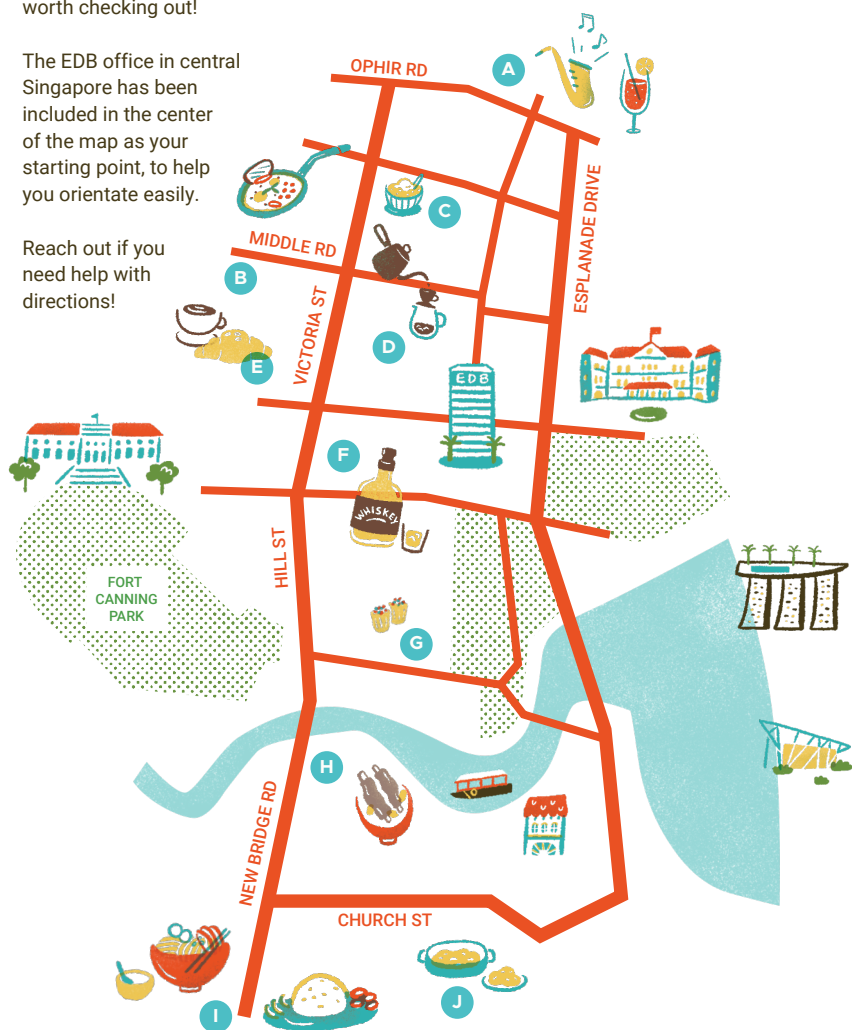 worth checking out!
The EDB office in central
Singapore has been
included in the center
of the map as your
starting point, to help
you orientate easily.
Reach out if you
need help with
directions!
OPHIR RD
A
C
ESPLANADE DRIVE
MIDDLE RD
B
VICTORIA ST
D
E
EDB
F
WHISKEY
HILL ST
FORT
CANNING
PARK
G
H
NEW BRIDGE RD
CHURCH ST
I
J